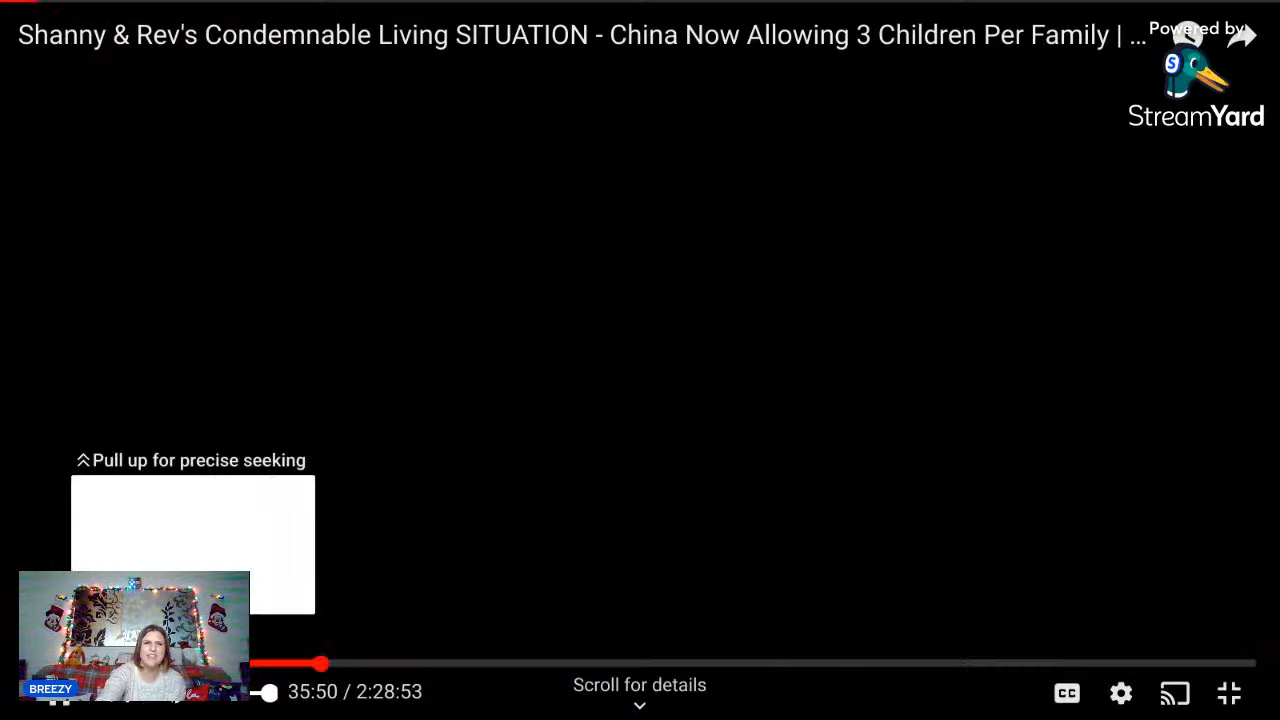 Shanny & Rev's Condemnable Living SITUATION - China Now Allowing 3 Children Per Family | ...
Powered by
S
StreamYard
Pull up for precise seeking
BREEZY
35:50 / 2:28:53
Scroll for details
CC